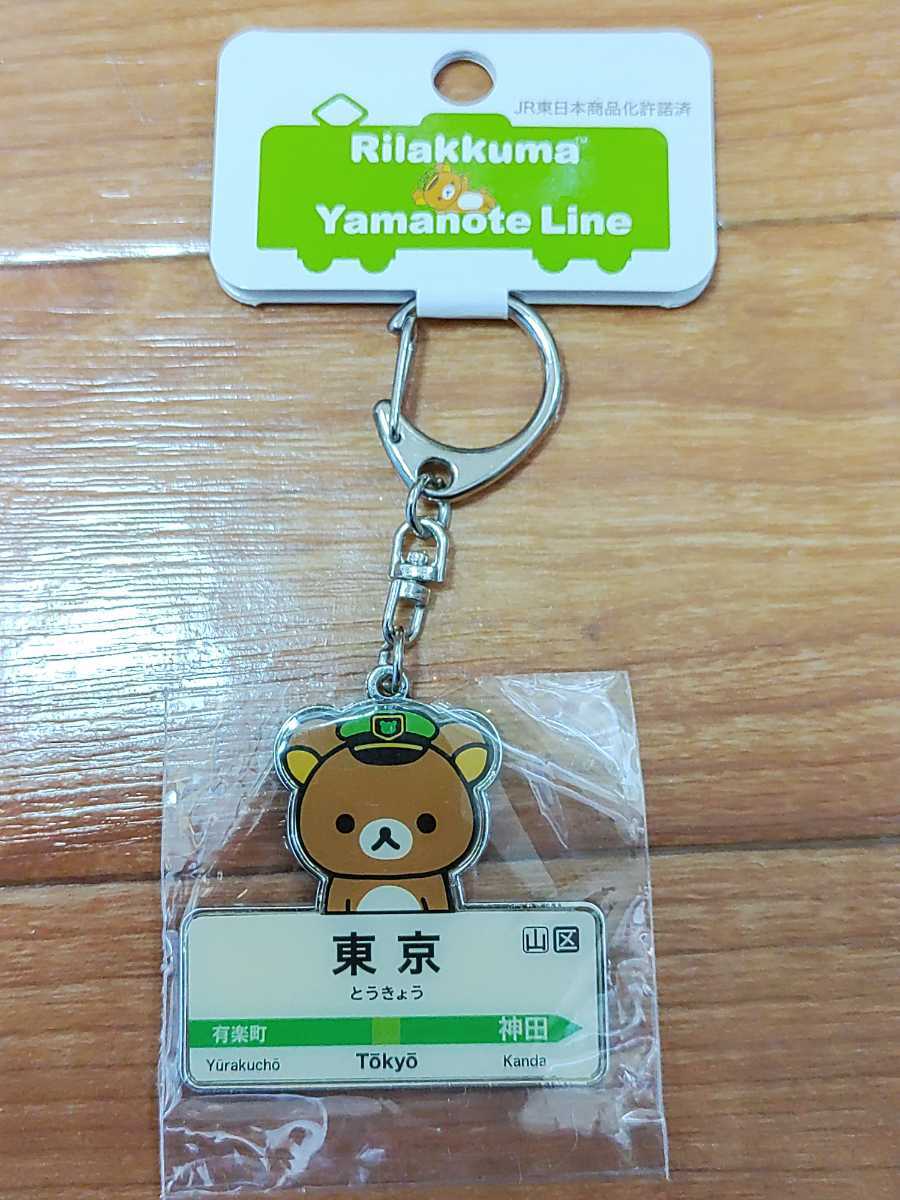 JR東日本商品化許諾済
Rilakkuma™
Yamanote Line
東京
山区
とうきょう
有楽町 神田
Yūrakuchō Tōkyō Kanda